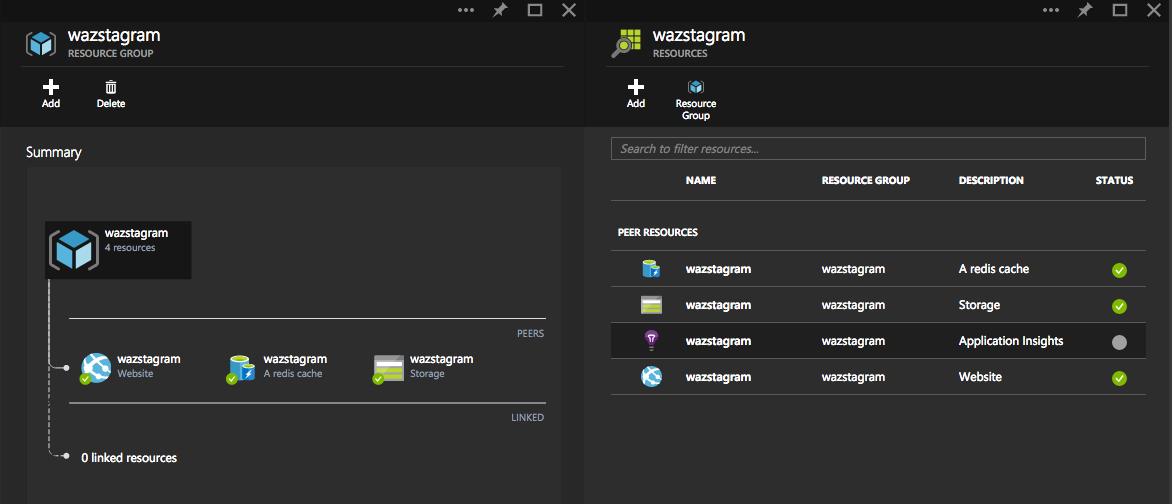 wazstagram
RESOURCE GROUP
Add
Delete
Summary
wazstagram
4 resources
PEERS
wazstagram
Website
wazstagram
A redis cache
wazstagram
Storage
LINKED
0 linked resources
wazstagram
RESOURCES
Add
Resource
Group
Search to filter resources...
NAME RESOURCE GROUP DESCRIPTION STATUS
PEER RESOURCES
wazstagram wazstagram A redis cache
wazstagram wazstagram Storage
wazstagram wazstagram Application Insights
wazstagram wazstagram Website